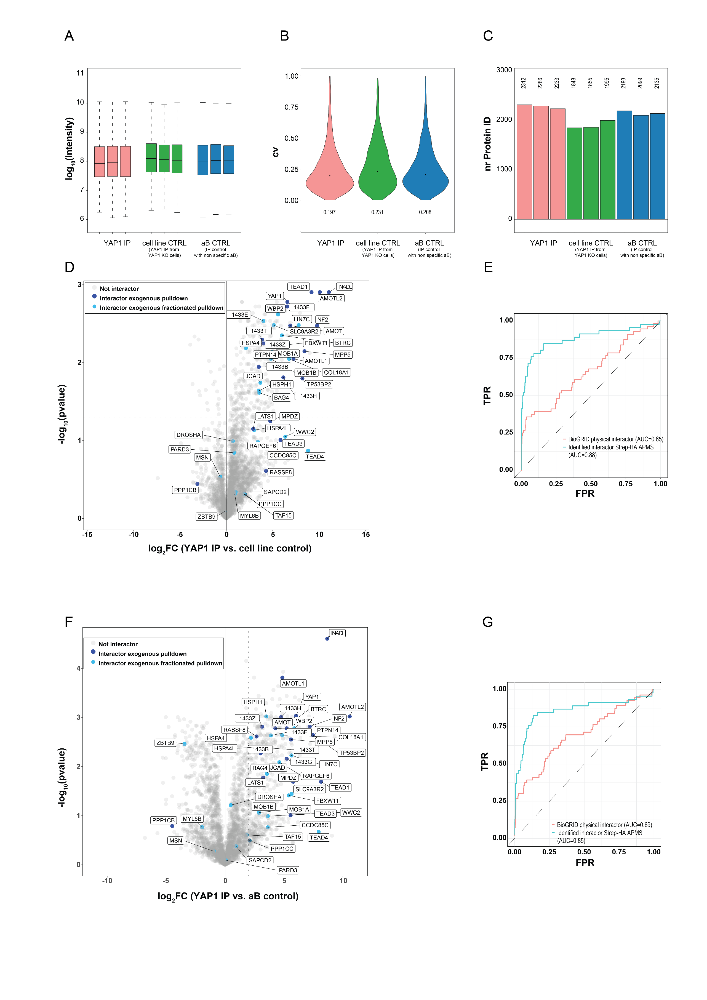 A
B
C
11
10
9
8
7
6
log10(Intensity)
YAP1 IP
cell line CTRL
(YAP1 IP from
YAP1 KO cells)
aB CTRL
(IP control
with non specific aB)
1.00
0.75
0.50
0.25
0.00
cv
0.197
0.231
0.208
YAP1 IP
cell line CTRL
(YAP1 IP from
YAP1 KO cells)
aB CTRL
(IP control
with non specific aB)
3000
2000
1000
0
nr Protein ID
2312
2286
2233
1848
1855
1995
2193
2099
2135
YAP1 IP
cell line CTRL
(YAP1 IP from
YAP1 KO cells)
aB CTRL
(IP control
with non specific aB)
D
3
2
1
0
-log10(pvalue)
Not interactor
Interactor exogenous pulldown
Interactor exogenous fractionated pulldown
TEAD1
INADL
YAP1
AMOTL2
WBP2
1433F
1433E
LIN7C
NF2
1433T
SLC9A3R2
AMOT
HSPA4
1433Z
FBXW11
BTRC
PTPN14
MOB1A
MPP5
AMOTL1
1433B
MOB1B
COL18A1
JCAD
HSPH1
TP53BP2
BAG4
1433H
LATS1
MPDZ
HSPA4L
DROSHA
WWC2
RAPGEF6
TEAD3
PARD3
CCDC85C
TEAD4
MSN
RASSF8
PPP1CB
SAPCD2
PPP1CC
ZBTB9
MYL6B
TAF15
-15
-10
-5
0
5
10
15
log2FC (YAP1 IP vs. cell line control)
E
1.00
0.75
0.50
0.25
0.00
TPR
BioGRID physical interactor (AUC=0.65)
Identified interactor Strep-HA APMS
(AUC=0.88)
0.00
0.25
0.50
0.75
1.00
FPR
F
4
3
2
1
0
-log10(pvalue)
Not interactor
Interactor exogenous pulldown
Interactor exogenous fractionated pulldown
INADL
AMOTL1
YAP1
HSPH1
1433H
BTRC
AMOTL2
1433Z
AMOT
WBP2
NF2
RASSF8
1433E
PTPN14
HSPA4
COL18A1
ZBTB9
MPP5
HSPA4L
1433B
1433T
TP53BP2
1433G
LIN7C
BAG4
JCAD
RAPGEF6
LATS1
MPDZ
TEAD1
SLC9A3R2
DROSHA
FBXW11
MOB1B
MOB1A
TEAD3
WWC2
PPP1CB
MYL6B
CCDC85C
MSN
TAF15
TEAD4
PPP1CC
SAPCD2
PARD3
-10
-5
0
5
10
log2FC (YAP1 IP vs. aB control)
G
1.00
0.75
0.50
0.25
0.00
TPR
BioGRID physical interactor (AUC=0.69)
Identified interactor Strep-HA APMS
(AUC=0.85)
0.00
0.25
0.50
0.75
1.00
FPR